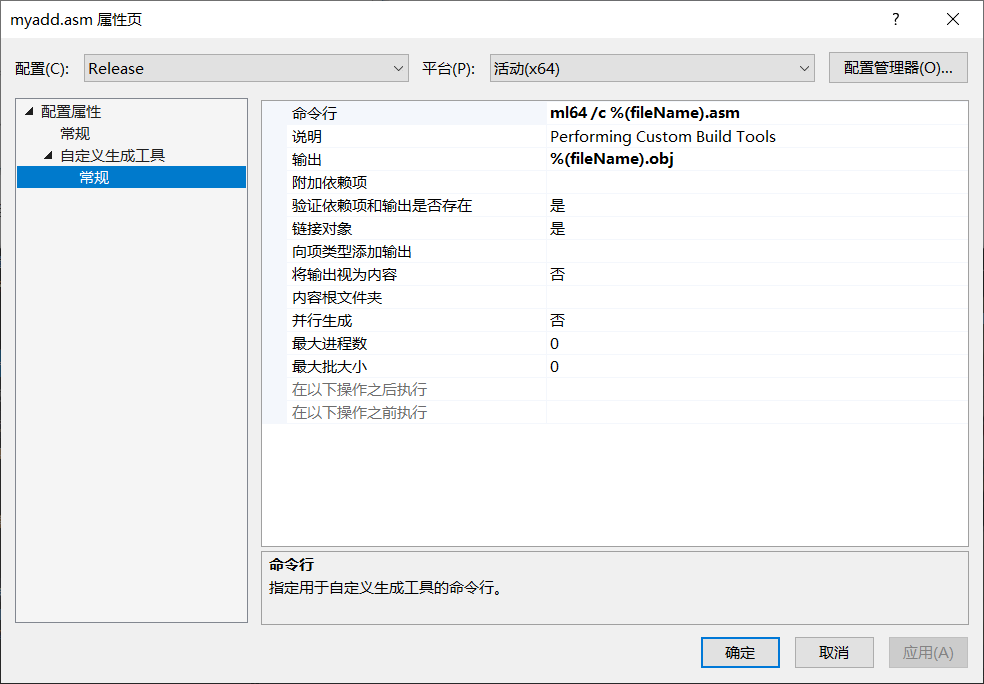 myadd.asm 属性页
配置(C): Release 平台(P): 活动(x64) 配置管理器(O)...
配置属性
常规
自定义生成工具
常规
命令行 ml64 /c %(fileName).asm
说明 Performing Custom Build Tools
输出 %(fileName).obj
附加依赖项
验证依赖项和输出是否存在 是
链接对象 是
向项类型添加输出
将输出视为内容 否
内容根文件夹
并行生成 否
最大进程数 0
最大批大小 0
在以下操作之后执行
在以下操作之前执行
命令行
指定用于自定义生成工具的命令行。
确定 取消 应用(A)